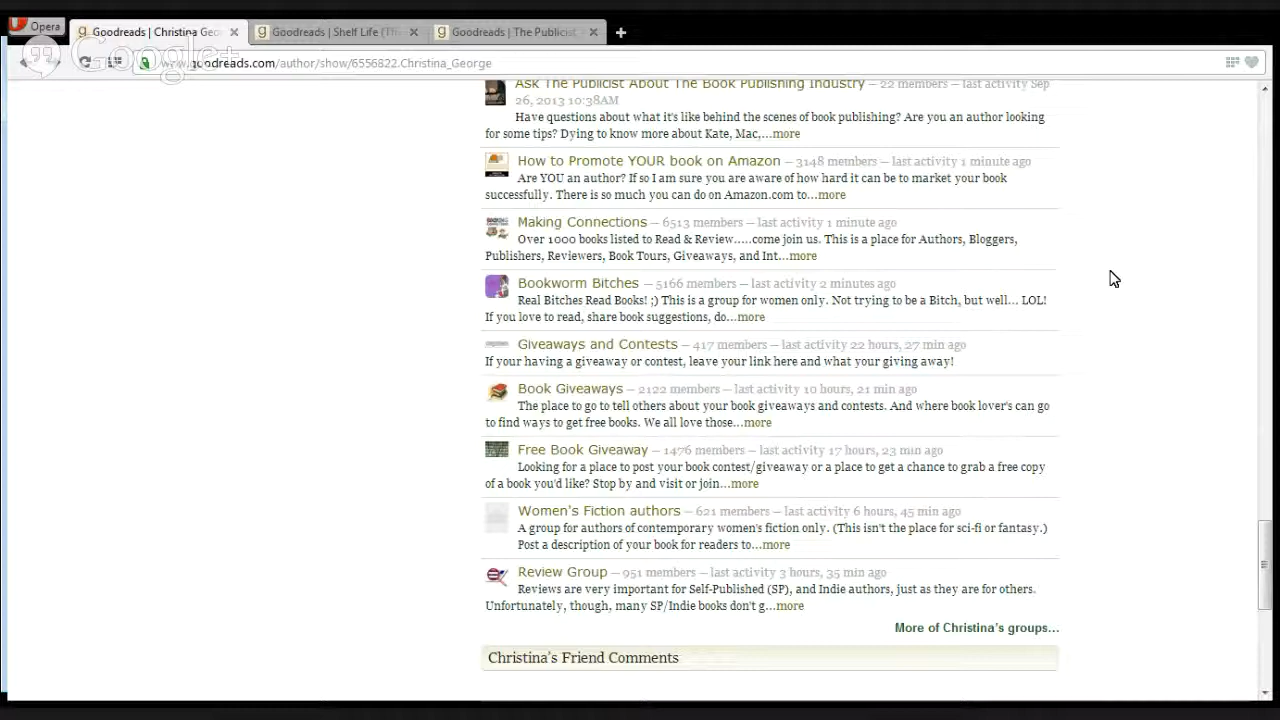 Opera
Goodreads | Christina Geo
Goodreads | Shelf Life (Th
Goodreads | The Publicist
Google+
www.goodreads.com/author/show/6556822.Christina_George
Ask The Publicist About The Book Publishing Industry — 22 members — last activity Sep
26, 2013 10:38AM
Have questions about what it's like behind the scenes of book publishing? Are you an author looking
for some tips? Dying to know more about Kate, Mac,...more
How to Promote YOUR book on Amazon — 3148 members — last activity 1 minute ago
Are YOU an author? If so I am sure you are aware of how hard it can be to market your book
successfully. There is so much you can do on Amazon.com to...more
Making Connections — 6513 members — last activity 1 minute ago
Over 1000 books listed to Read & Review.....come join us. This is a place for Authors, Bloggers,
Publishers, Reviewers, Book Tours, Giveaways, and Int...more
Bookworm Bitches — 5166 members — last activity 2 minutes ago
Real Bitches Read Books! ;) This is a group for women only. Not trying to be a Bitch, but well... LOL!
If you love to read, share book suggestions, do...more
Giveaways and Contests — 417 members — last activity 22 hours, 27 min ago
If your having a giveaway or contest, leave your link here and what your giving away!
Book Giveaways — 2122 members — last activity 10 hours, 21 min ago
The place to go to tell others about your book giveaways and contests. And where book lover's can go
to find ways to get free books. We all love those...more
Free Book Giveaway — 1476 members — last activity 17 hours, 23 min ago
Looking for a place to post your book contest/giveaway or a place to get a chance to grab a free copy
of a book you'd like? Stop by and visit or join...more
Women's Fiction authors — 621 members — last activity 6 hours, 45 min ago
A group for authors of contemporary women's fiction only. (This isn't the place for sci-fi or fantasy.)
Post a description of your book for readers to...more
Review Group — 951 members — last activity 3 hours, 35 min ago
Reviews are very important for Self-Published (SP), and Indie authors, just as they are for others.
Unfortunately, though, many SP/Indie books don't g...more
More of Christina's groups...
Christina's Friend Comments